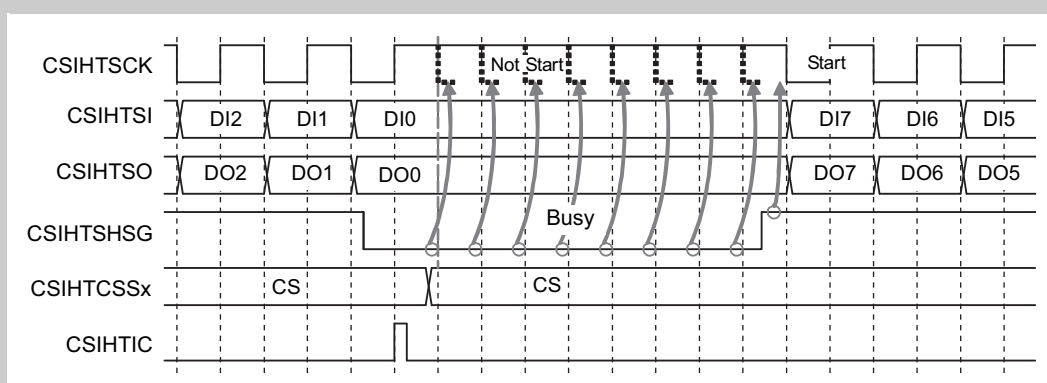 CSIHTSCK Not Start Start
CSIHTSI DI2 DI1 DI0 DI7 DI6 DI5
CSIHTSO DO2 DO1 DO0 DO7 DO6 DO5
CSIHTSHSG Busy
CSIHTCSSx CS CS
CSIHTIC